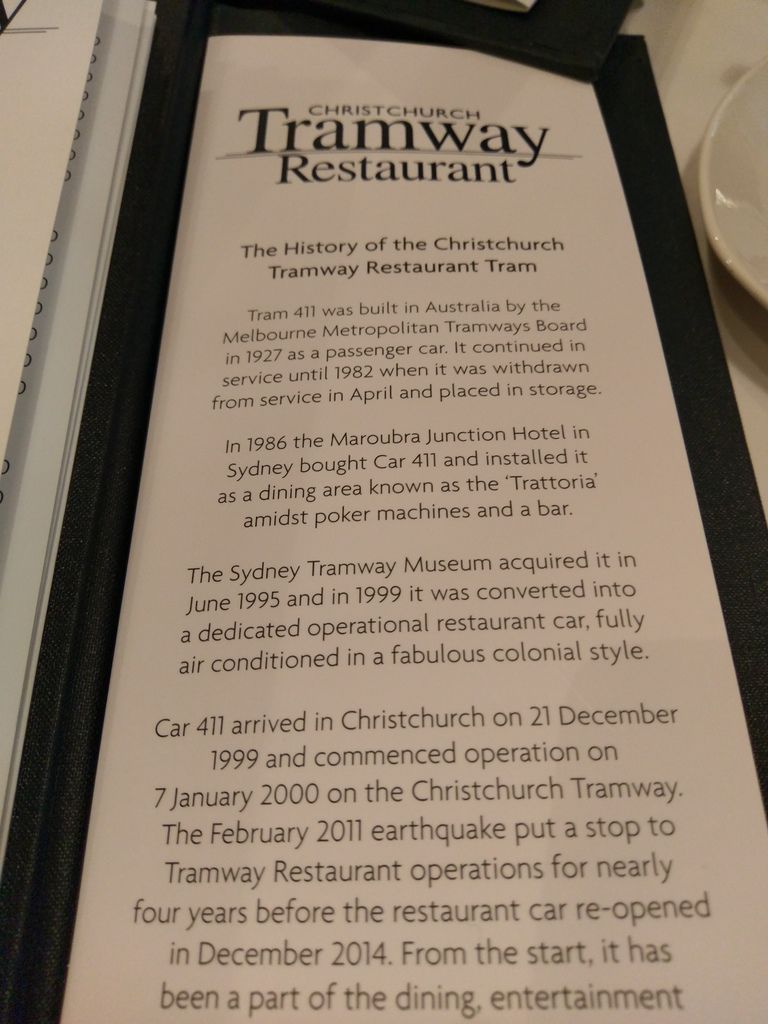 CHRISTCHURCH
Tramway
Restaurant
The History of the Christchurch
Tramway Restaurant Tram
Tram 411 was built in Australia by the
Melbourne Metropolitan Tramways Board
in 1927 as a passenger car. It continued in
service until 1982 when it was withdrawn
from service in April and placed in storage.
In 1986 the Maroubra Junction Hotel in
Sydney bought Car 411 and installed it
as a dining area known as the 'Trattoria'
amidst poker machines and a bar.
The Sydney Tramway Museum acquired it in
June 1995 and in 1999 it was converted into
a dedicated operational restaurant car, fully
air conditioned in a fabulous colonial style.
Car 411 arrived in Christchurch on 21 December
1999 and commenced operation on
7 January 2000 on the Christchurch Tramway.
The February 2011 earthquake put a stop to
Tramway Restaurant operations for nearly
four years before the restaurant car re-opened
in December 2014. From the start, it has
been a part of the dining, entertainment